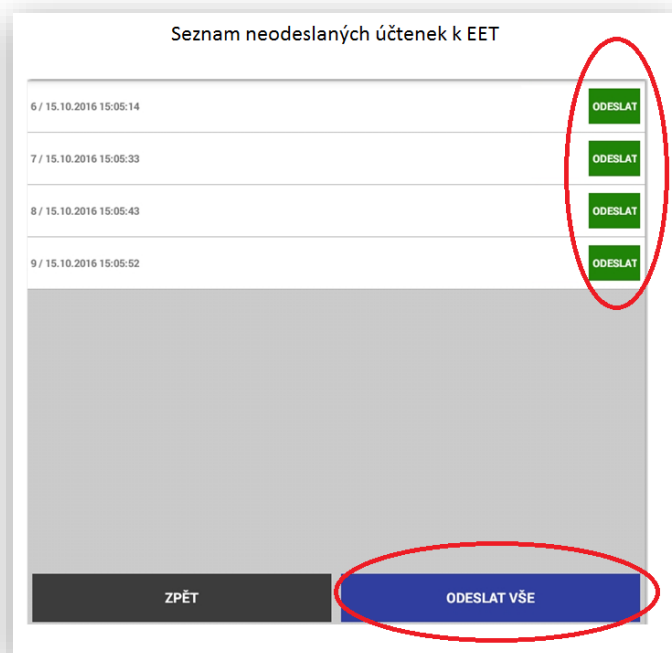 Seznam neodeslaných účtenek k EET
6 / 15.10.2016 15:05:14 ODESLAT
7 / 15.10.2016 15:05:33 ODESLAT
8 / 15.10.2016 15:05:43 ODESLAT
9 / 15.10.2016 15:05:52 ODESLAT
ZPĚT ODESLAT VŠE